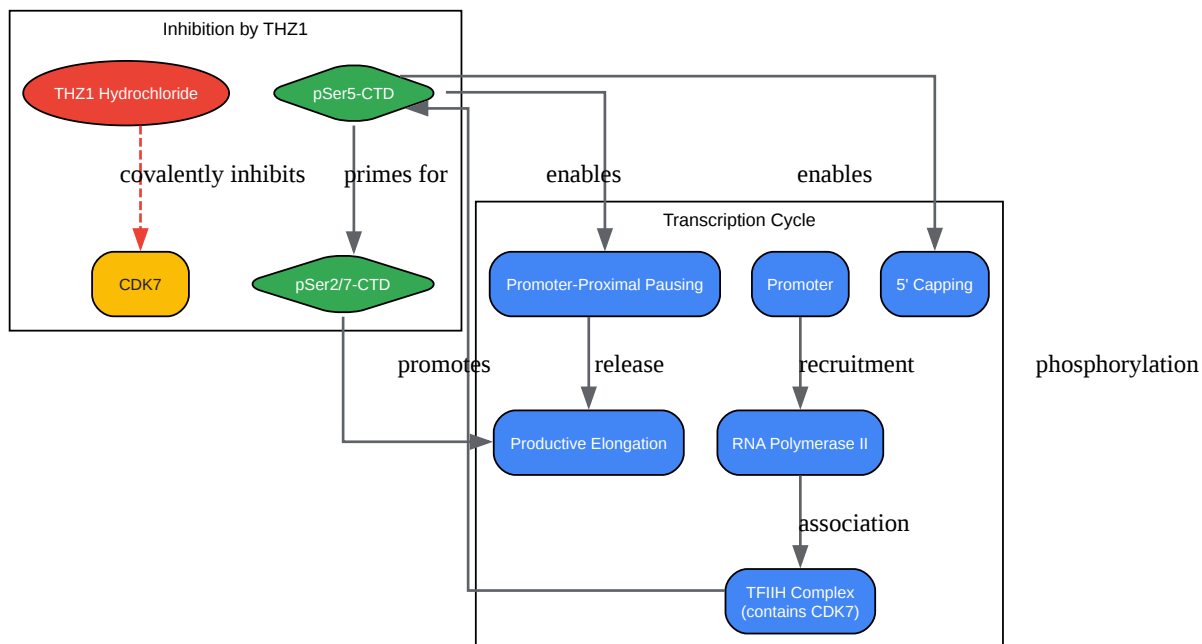 Inhibition by THZ1
THZ1 Hydrochloride
pSer5-CTD
covalently inhibits
primes for
enables
enables
Transcription Cycle
CDK7
pSer2/7-CTD
Promoter-Proximal Pausing
Promoter
5' Capping
promotes
release
recruitment
phosphorylation
Productive Elongation
RNA Polymerase II
association
TFIIH Complex
(contains CDK7)